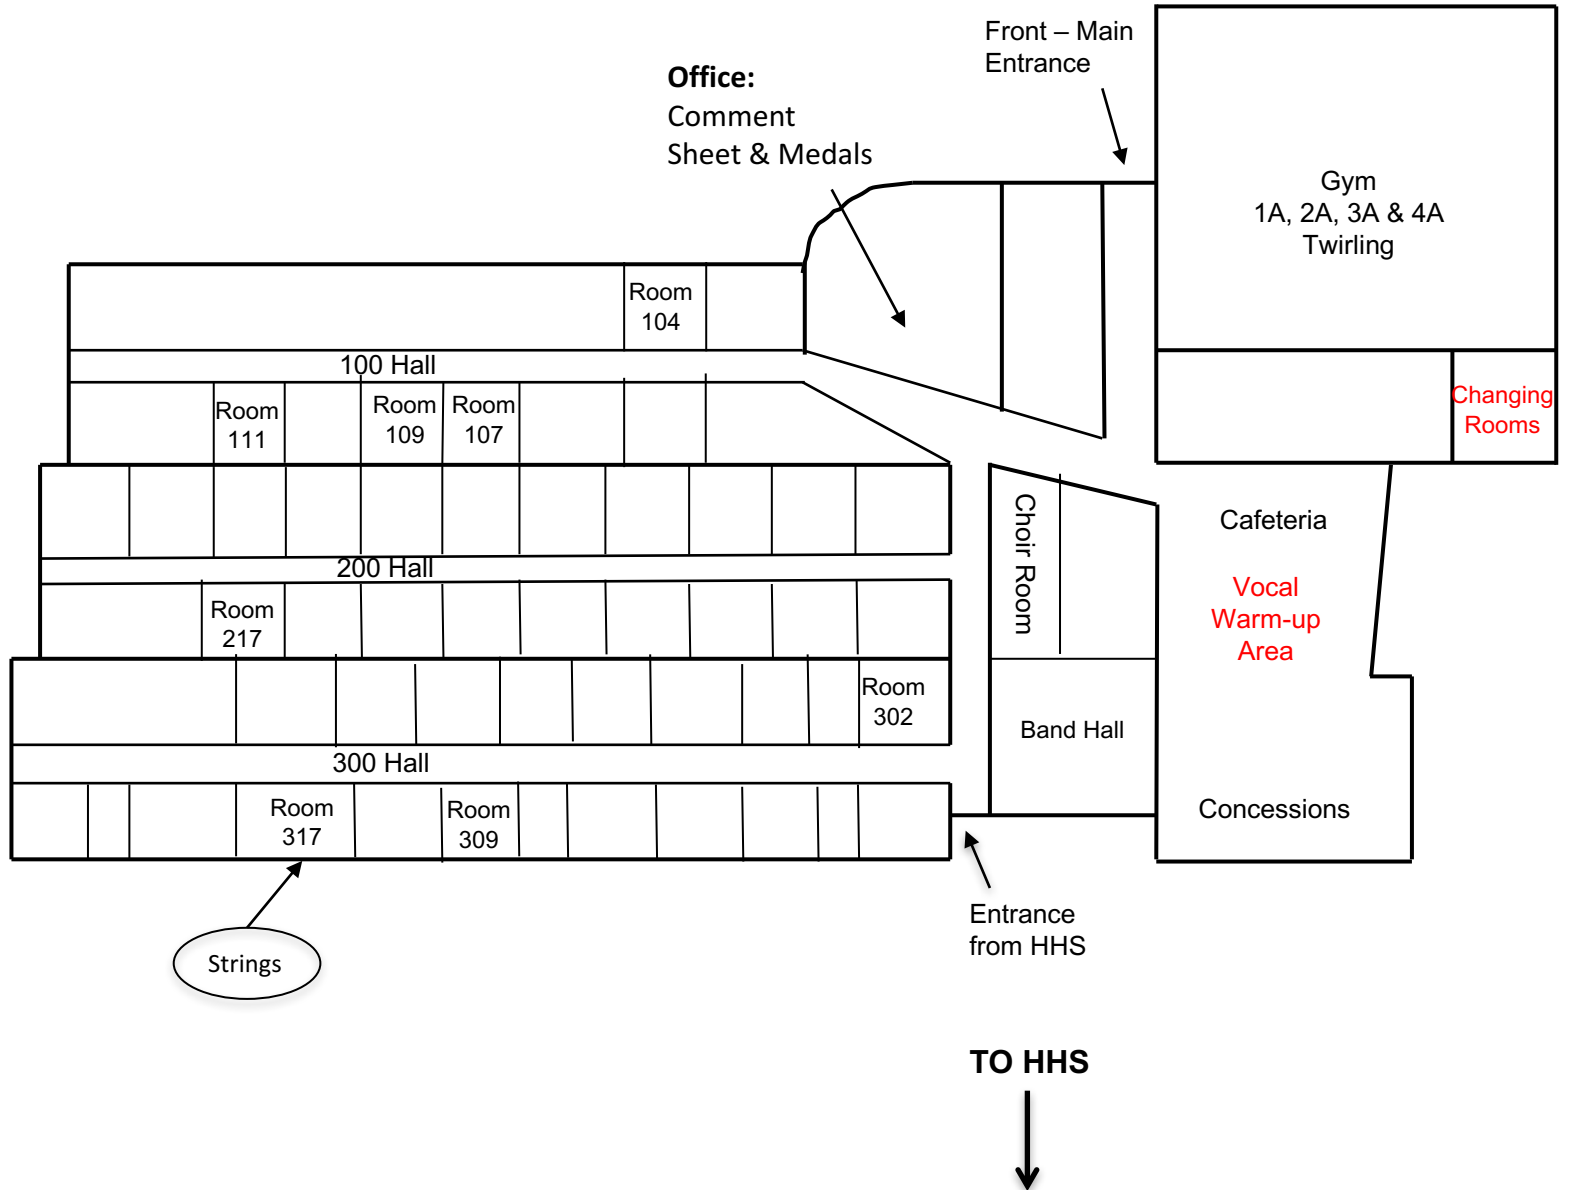 Front – Main
Entrance
Office:
Comment
Sheet & Medals
Gym
1A, 2A, 3A & 4A
Twirling
Room
104
100 Hall
Room
111
Room
109
Room
107
Changing
Rooms
Choir Room
Cafeteria
200 Hall
Vocal
Warm-up
Area
Room
217
Room
302
Band Hall
300 Hall
Room
317
Room
309
Concessions
Entrance
from HHS
Strings
TO HHS